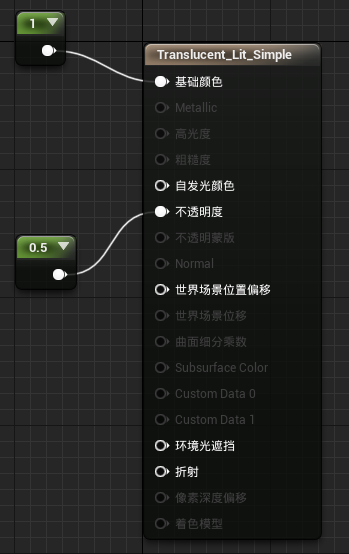 1
Translucent_Lit_Simple
基础颜色
Metallic
高光度
粗糙度
自发光颜色
不透明度
0.5
不透明蒙版
Normal
世界场景位置偏移
世界场景位移
曲面细分乘数
Subsurface Color
Custom Data 0
Custom Data 1
环境光遮挡
折射
像素深度偏移
着色模型